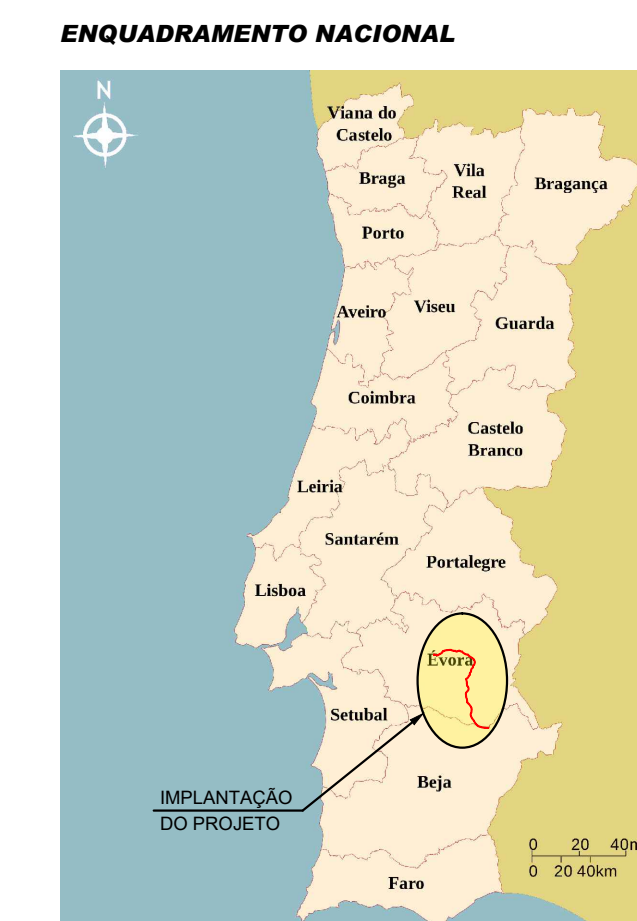 ENQUADRAMENTO NACIONAL
N
Viana do
Castelo
Braga
Vila
Real
Bragança
Porto
Aveiro
Viseu
Guarda
Coimbra
Castelo
Branco
Leiria
Santarém
Portalegre
Lisboa
Évora
Setubal
Beja
IMPLANTAÇÃO
DO PROJETO
0 20 40m
0 20 40km
Faro